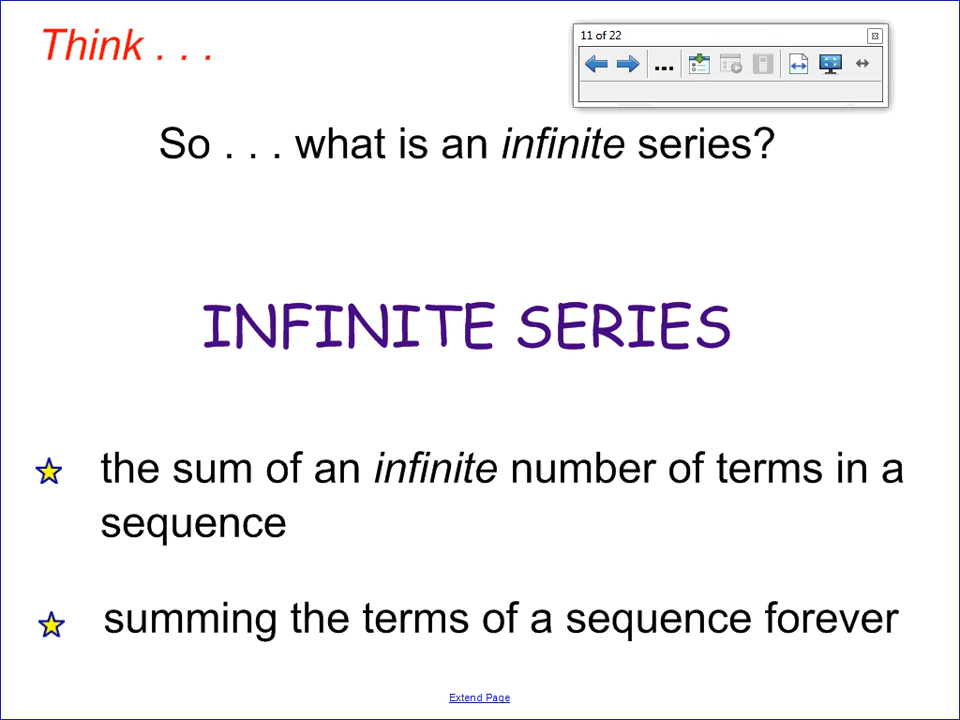 Think . . .
11 of 22
So . . . what is an infinite series?
INFINITE SERIES
the sum of an infinite number of terms in a
sequence
summing the terms of a sequence forever
Extend Page